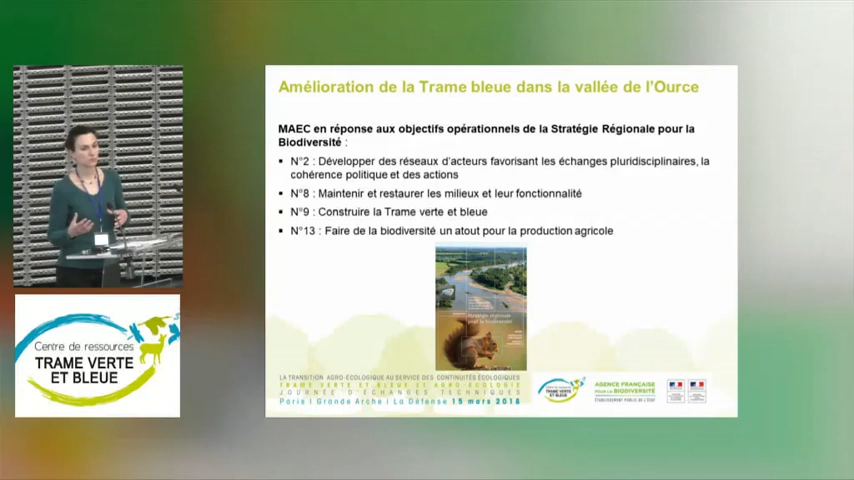 Amélioration de la Trame bleue dans la vallée de l'Ource
MAEC en réponse aux objectifs opérationnels de la Stratégie Régionale pour la
Biodiversité :
▪ N°2 : Développer des réseaux d'acteurs favorisant les échanges pluridisciplinaires, la
cohérence politique et des actions
▪ N°8 : Maintenir et restaurer les milieux et leur fonctionnalité
▪ N°9 : Construire la Trame verte et bleue
▪ N°13 : Faire de la biodiversité un atout pour la production agricole
Stratégie régionale
pour la biodiversité
LA TRANSITION AGRO-ÉCOLOGIQUE AU SERVICE DES CONTINUITÉS ÉCOLOGIQUES
TRAME VERTE ET BLEUE ET AGRO-ÉCOLOGIE
JOURNÉE D'ÉCHANGES TECHNIQUES
Paris | Grande Arche | La Défense 15 mars 2018
TRAME VERTE
ET BLEUE
AGENCE FRANÇAISE
POUR LA BIODIVERSITÉ
ÉTABLISSEMENT PUBLIC DE L'ÉTAT
Centre de ressources
TRAME VERTE
ET BLEUE